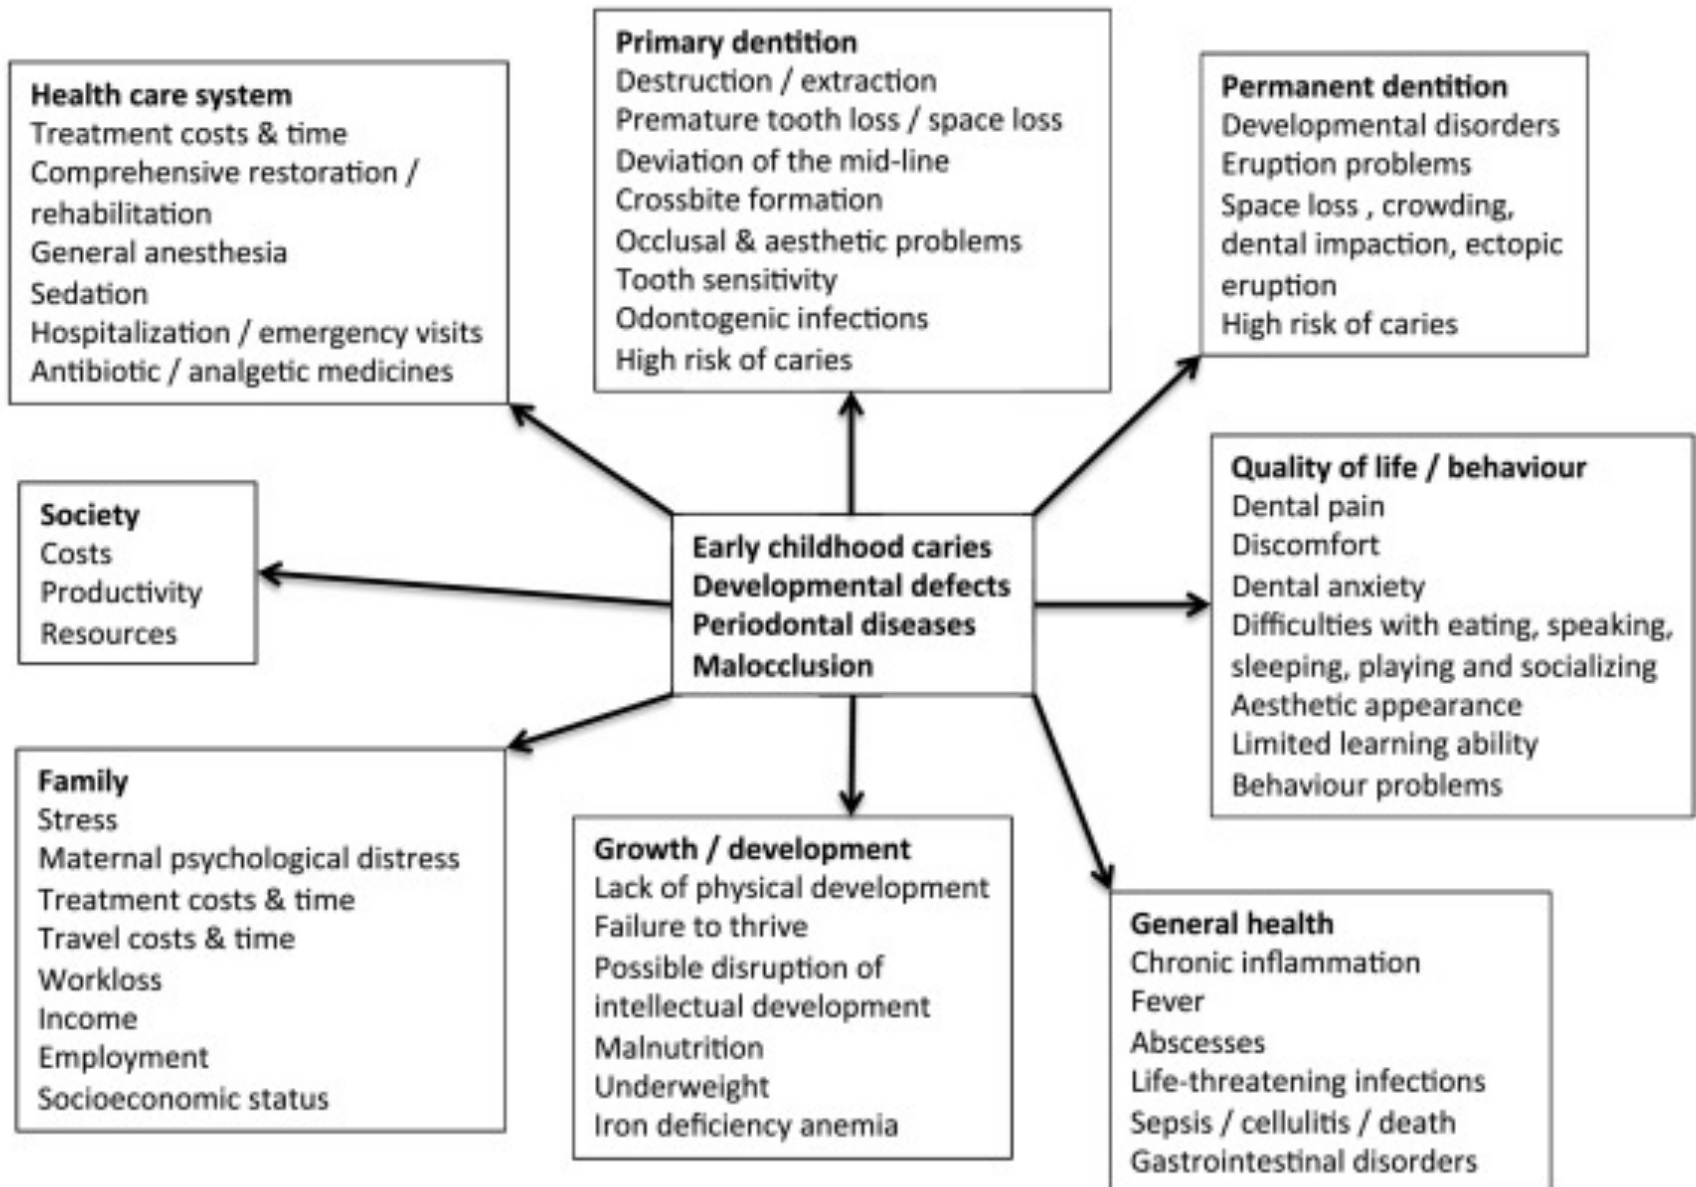 Health care system
Treatment costs & time
Comprehensive restoration /
rehabilitation
General anesthesia
Sedation
Hospitalization / emergency visits
Antibiotic / analgetic medicines
Primary dentition
Destruction / extraction
Premature tooth loss / space loss
Deviation of the mid-line
Crossbite formation
Occlusal & aesthetic problems
Tooth sensitivity
Odontogenic infections
High risk of caries
Permanent dentition
Developmental disorders
Eruption problems
Space loss , crowding,
dental impaction, ectopic
eruption
High risk of caries
Society
Costs
Productivity
Resources
Early childhood caries
Developmental defects
Periodontal diseases
Malocclusion
Quality of life / behaviour
Dental pain
Discomfort
Dental anxiety
Difficulties with eating, speaking,
sleeping, playing and socializing
Aesthetic appearance
Limited learning ability
Behaviour problems
Family
Stress
Maternal psychological distress
Treatment costs & time
Travel costs & time
Workloss
Income
Employment
Socioeconomic status
Growth / development
Lack of physical development
Failure to thrive
Possible disruption of
intellectual development
Malnutrition
Underweight
Iron deficiency anemia
General health
Chronic inflammation
Fever
Abscesses
Life-threatening infections
Sepsis / cellulitis / death
Gastrointestinal disorders